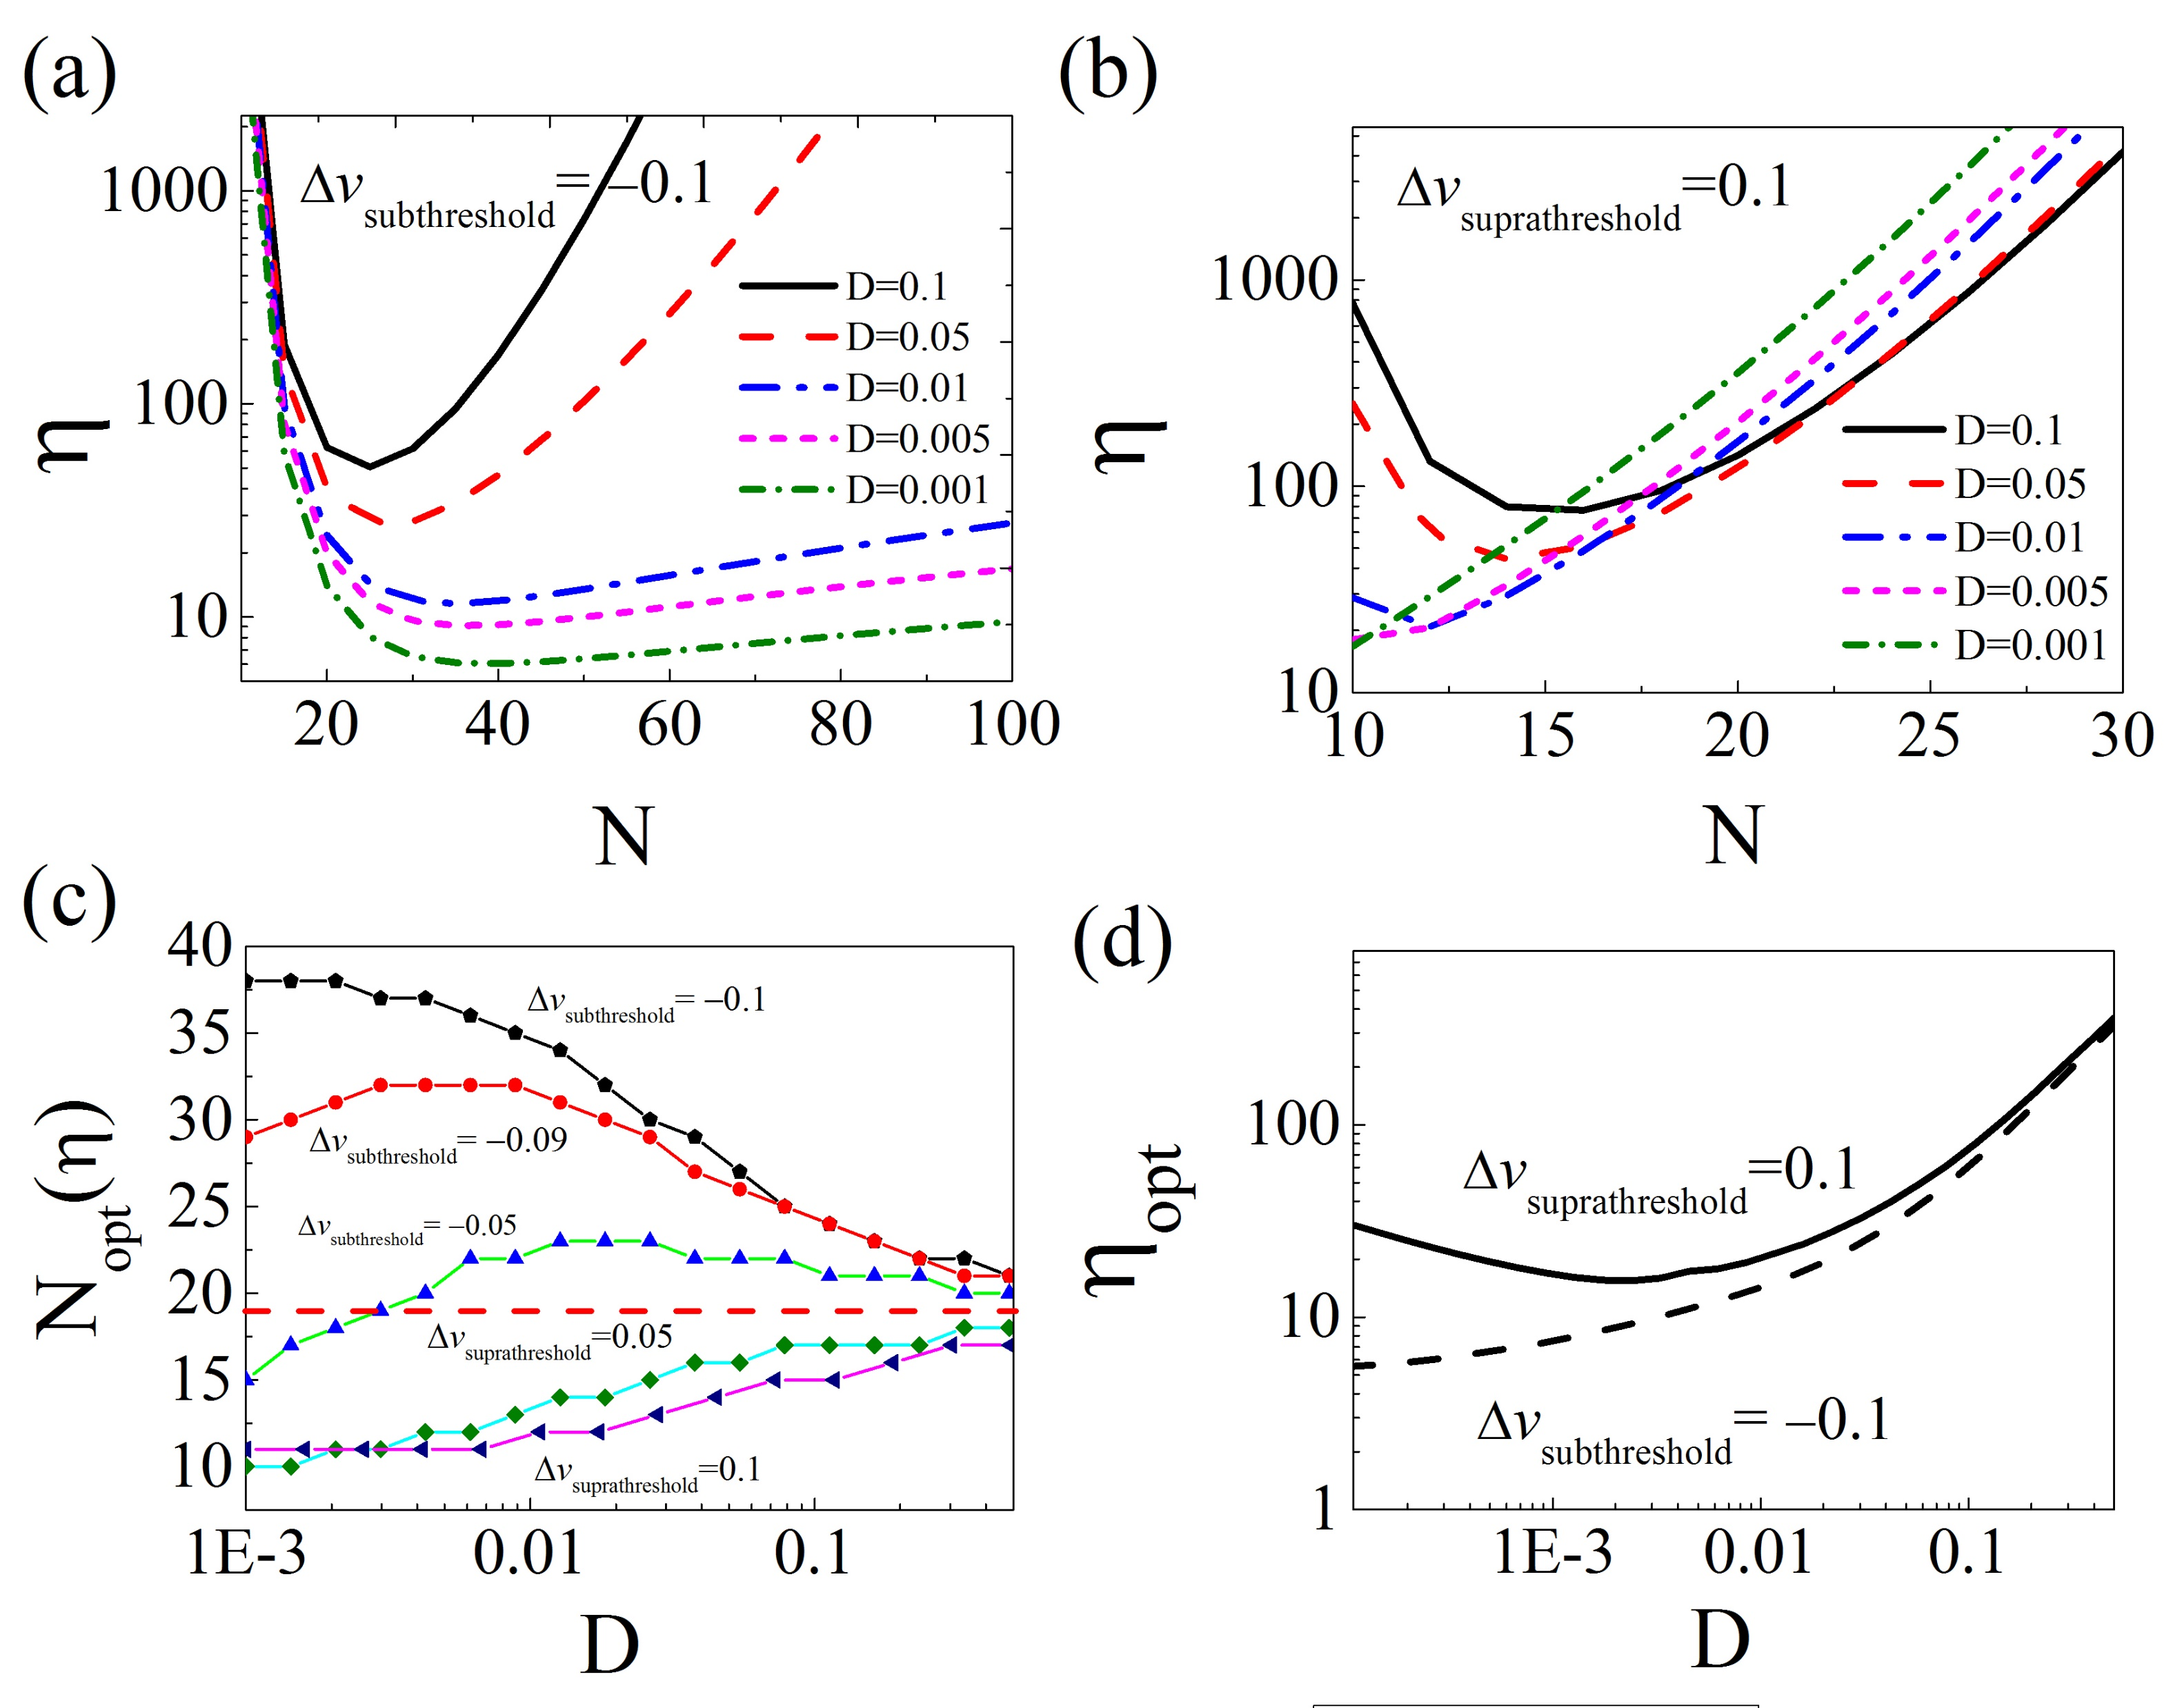 (a)
Δv subthreshold = –0.1
1000
100
10
η
D=0.1
D=0.05
D=0.01
D=0.005
D=0.001
20 40 60 80 100
N
(b)
Δv suprathreshold =0.1
1000
100
10
η
D=0.1
D=0.05
D=0.01
D=0.005
D=0.001
10 15 20 25 30
N
(c)
40
35
30
25
20
15
10
N opt (η)
Δv subthreshold = –0.1
Δv subthreshold = –0.09
Δv subthreshold = –0.05
Δv suprathreshold =0.05
Δv suprathreshold =0.1
1E-3 0.01 0.1
D
(d)
100
10
1
η opt
Δv suprathreshold =0.1
Δv subthreshold = –0.1
1E-3 0.01 0.1
D